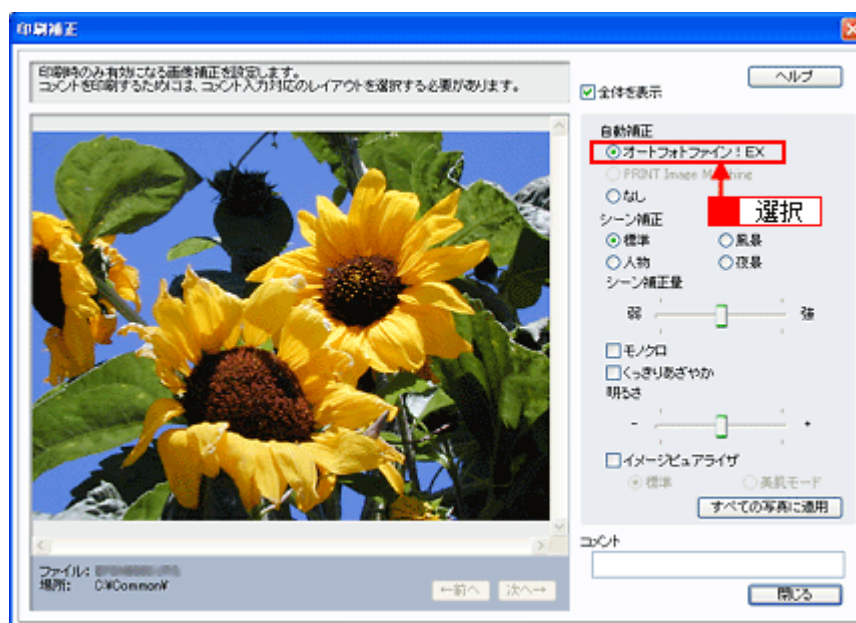 印刷補正
印刷時のみ有効になる画像補正を設定します。
コメントを印刷するためには、コメント入力対応のレイアウトを選択する必要があります。
全体を表示
ヘルプ
自動補正
オートフォトファイン!EX
PRINT Image Matching
なし
選択
シーン補正
標準
風景
人物
夜景
シーン補正量
弱
強
モノクロ
くっきりあざやか
明るさ
-
+
イメージビュアライザ
標準
美肌モード
すべての写真に適用
コメント
ファイル:
場所: C:¥Common¥
←前へ
次へ→
閉じる